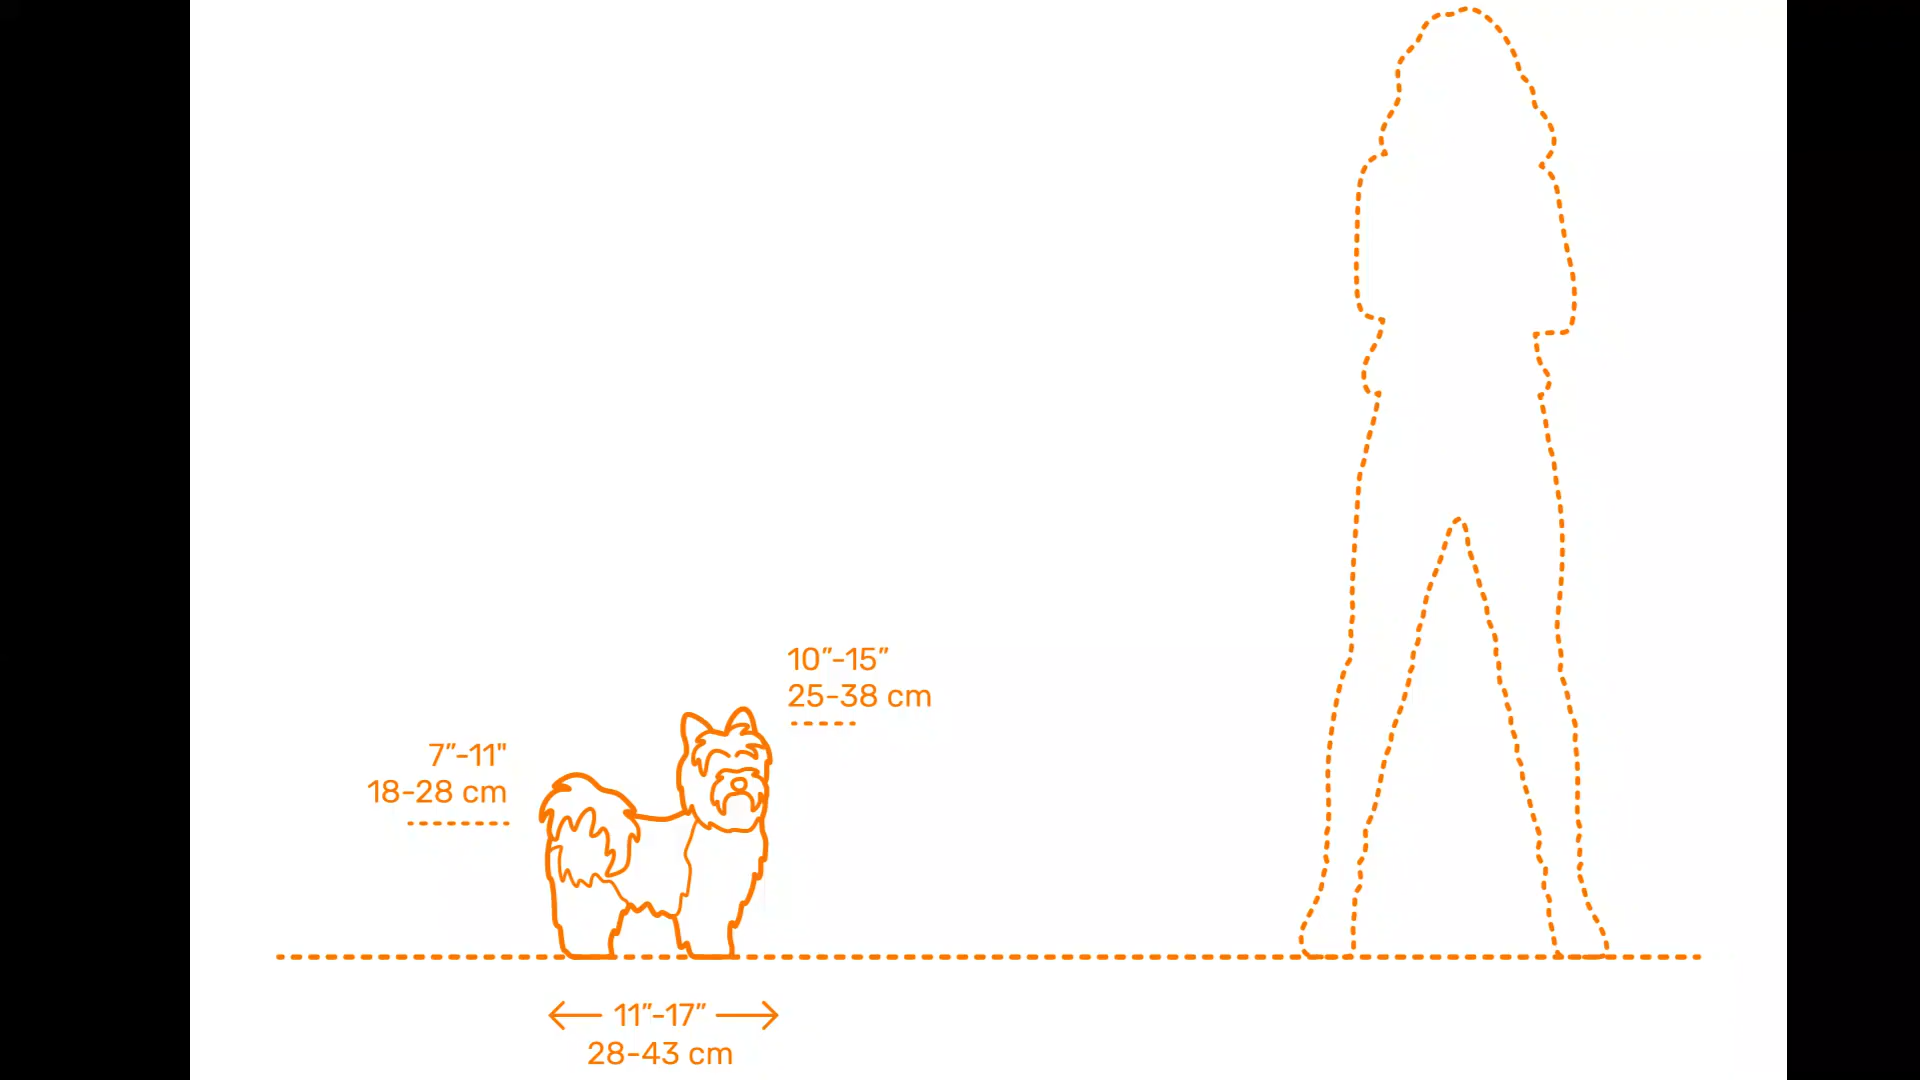 10″-15″
25-38 cm
7″-11"
18-28 cm
11″-17″
28-43 cm